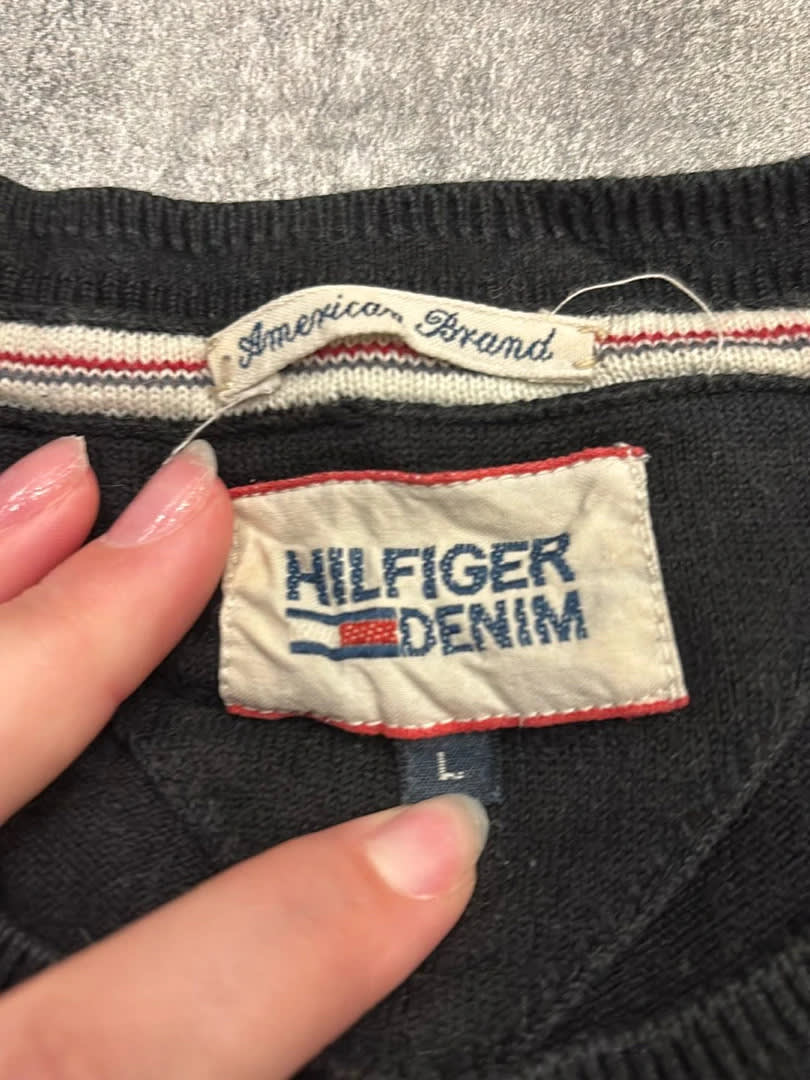 American Brand
HILFIGER
DENIM
L